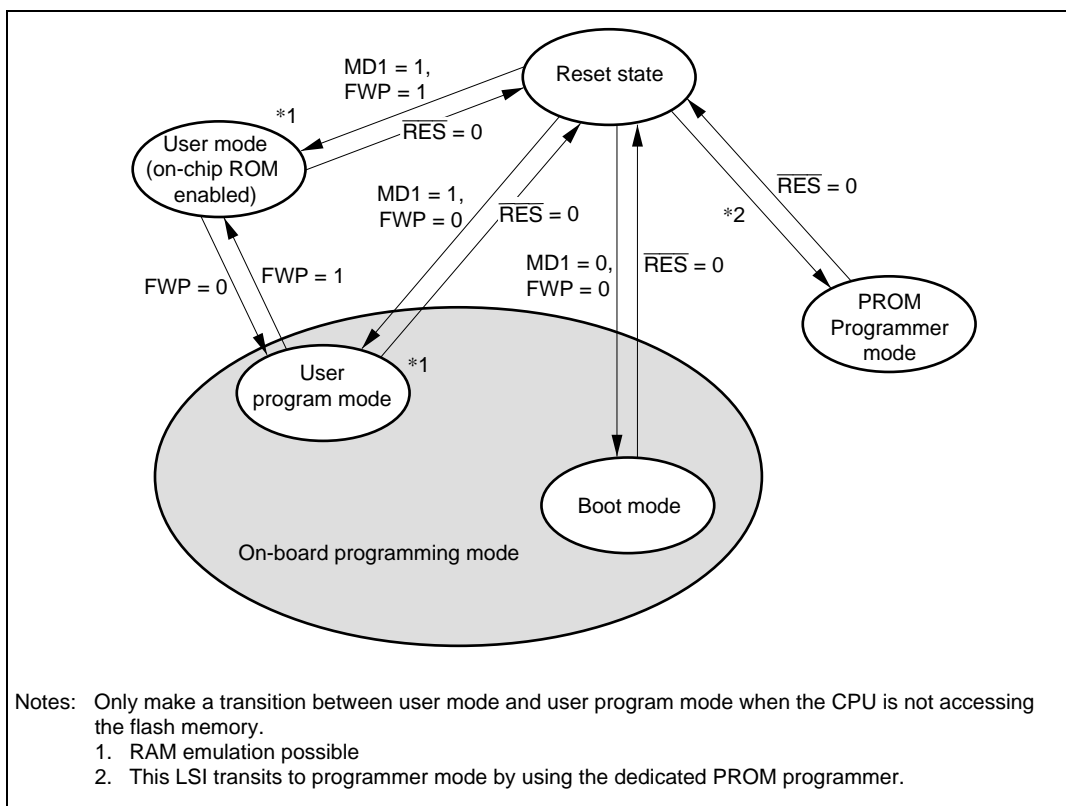 Reset state
MD1 = 1,
FWP = 1
*1
RES = 0
User mode
(on-chip ROM
enabled)
MD1 = 1,
FWP = 0
RES = 0
RES = 0
*2
MD1 = 0,
FWP = 0
RES = 0
FWP = 1
FWP = 0
PROM
Programmer
mode
User
program mode
*1
Boot mode
On-board programming mode
Notes: Only make a transition between user mode and user program mode when the CPU is not accessing
the flash memory.
1. RAM emulation possible
2. This LSI transits to programmer mode by using the dedicated PROM programmer.